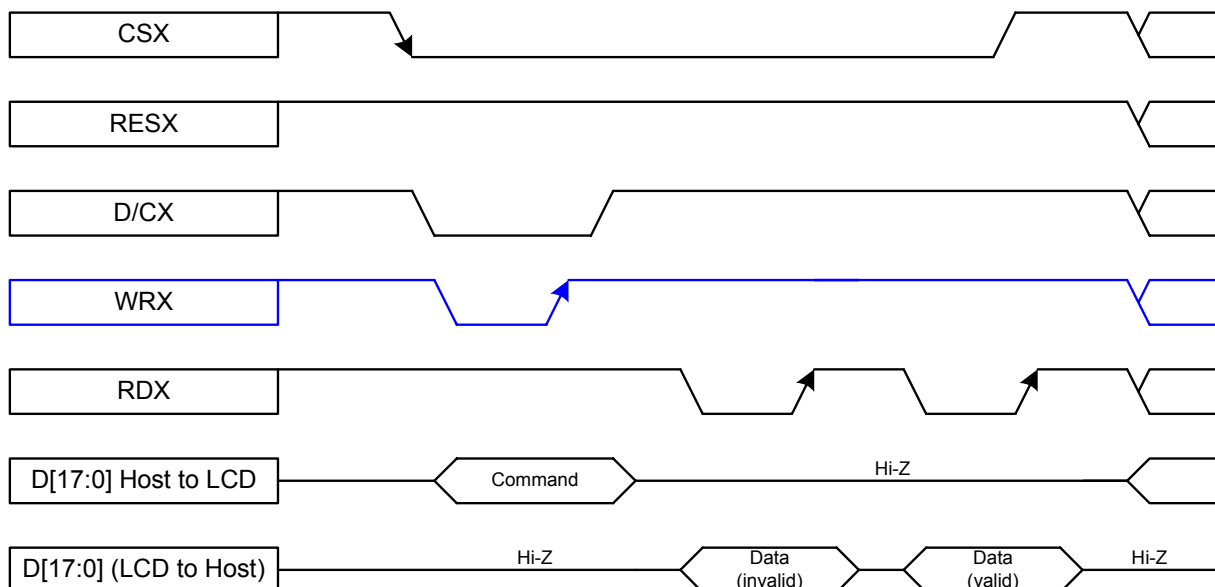 CSX
RESX
D/CX
WRX
RDX
D[17:0] Host to LCD
Command
Hi-Z
D[17:0] (LCD to Host)
Hi-Z
Data
(invalid)
Data
(valid)
Hi-Z